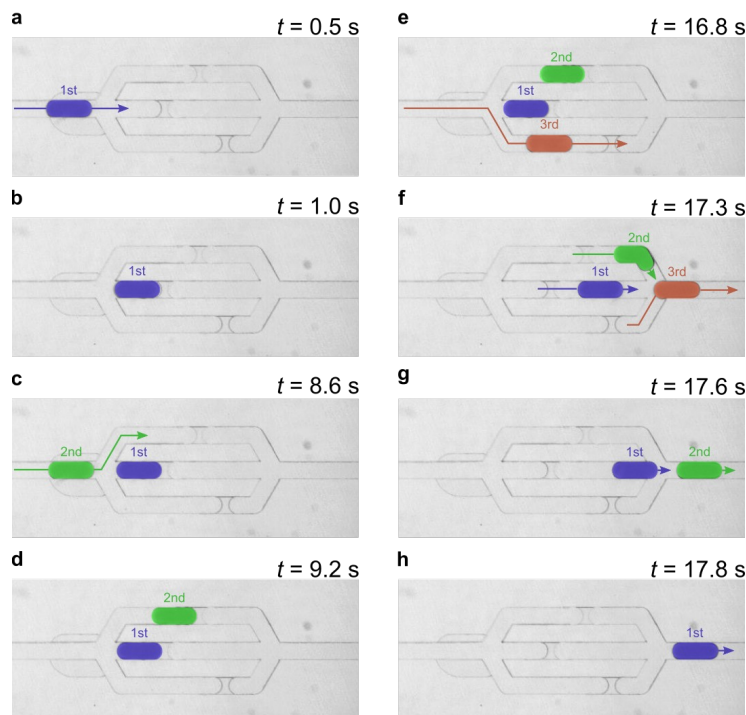 a
t = 0.5 s
1st
b
t = 1.0 s
1st
c
t = 8.6 s
2nd
1st
d
t = 9.2 s
2nd
1st
e
t = 16.8 s
2nd
1st
3rd
f
t = 17.3 s
2nd
1st
3rd
g
t = 17.6 s
1st
2nd
h
t = 17.8 s
1st